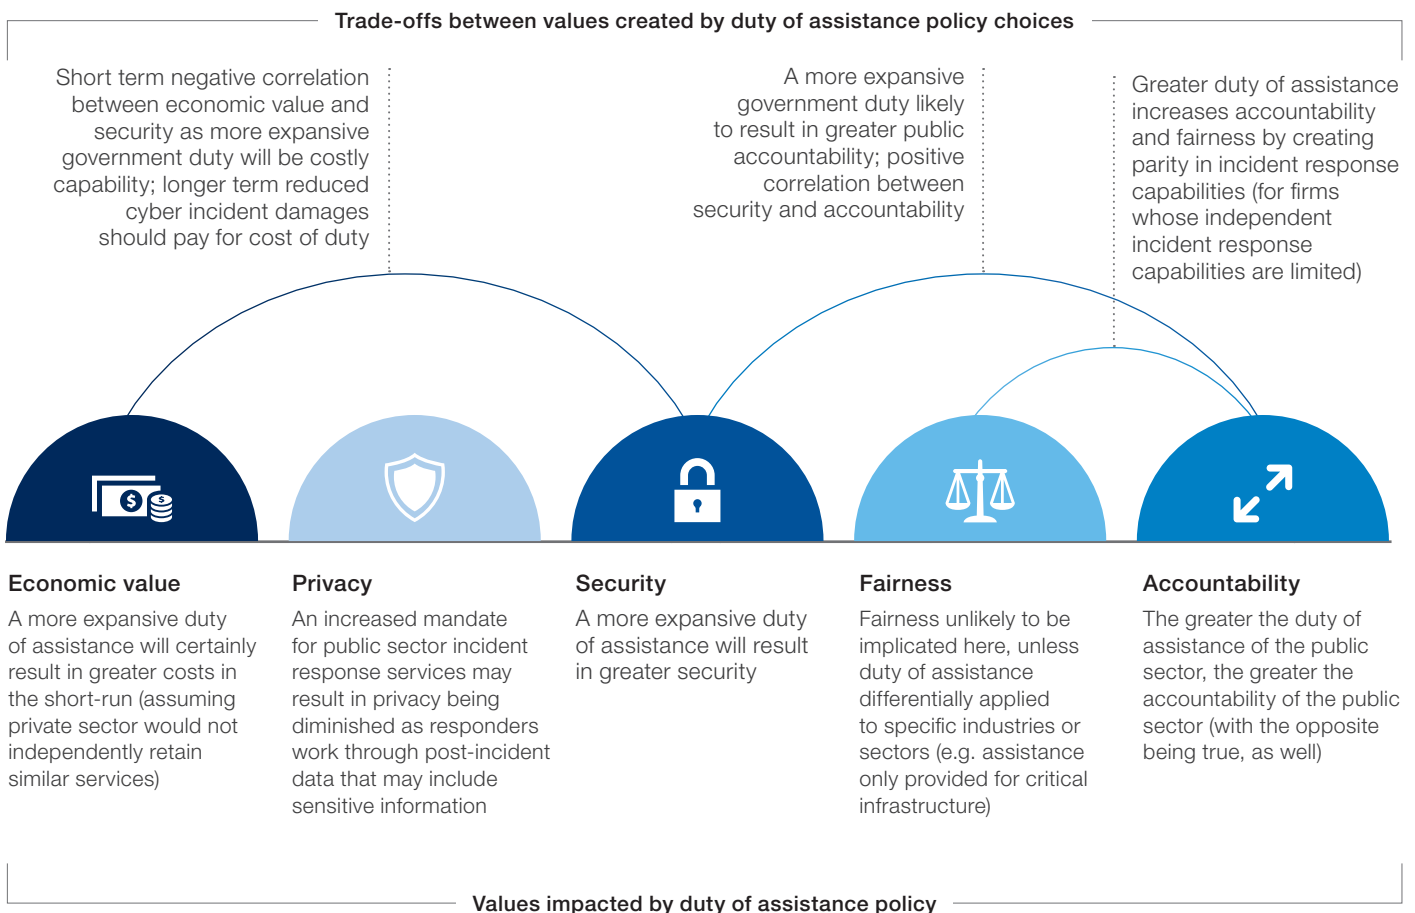 Trade-offs between values created by duty of assistance policy choices
Short term negative correlation
between economic value and
security as more expansive
government duty will be costly
capability; longer term reduced
cyber incident damages
should pay for cost of duty
A more expansive
government duty likely
to result in greater public
accountability; positive
correlation between
security and accountability
Greater duty of assistance
increases accountability
and fairness by creating
parity in incident response
capabilities (for firms
whose independent
incident response
capabilities are limited)
$
$
Economic value
A more expansive duty
of assistance will certainly
result in greater costs in
the short-run (assuming
private sector would not
independently retain
similar services)
Privacy
An increased mandate
for public sector incident
response services may
result in privacy being
diminished as responders
work through post-incident
data that may include
sensitive information
Security
A more expansive duty
of assistance will result
in greater security
Fairness
Fairness unlikely to be
implicated here, unless
duty of assistance
differentially applied
to specific industries or
sectors (e.g. assistance
only provided for critical
infrastructure)
Accountability
The greater the duty of
assistance of the public
sector, the greater the
accountability of the public
sector (with the opposite
being true, as well)
Values impacted by duty of assistance policy